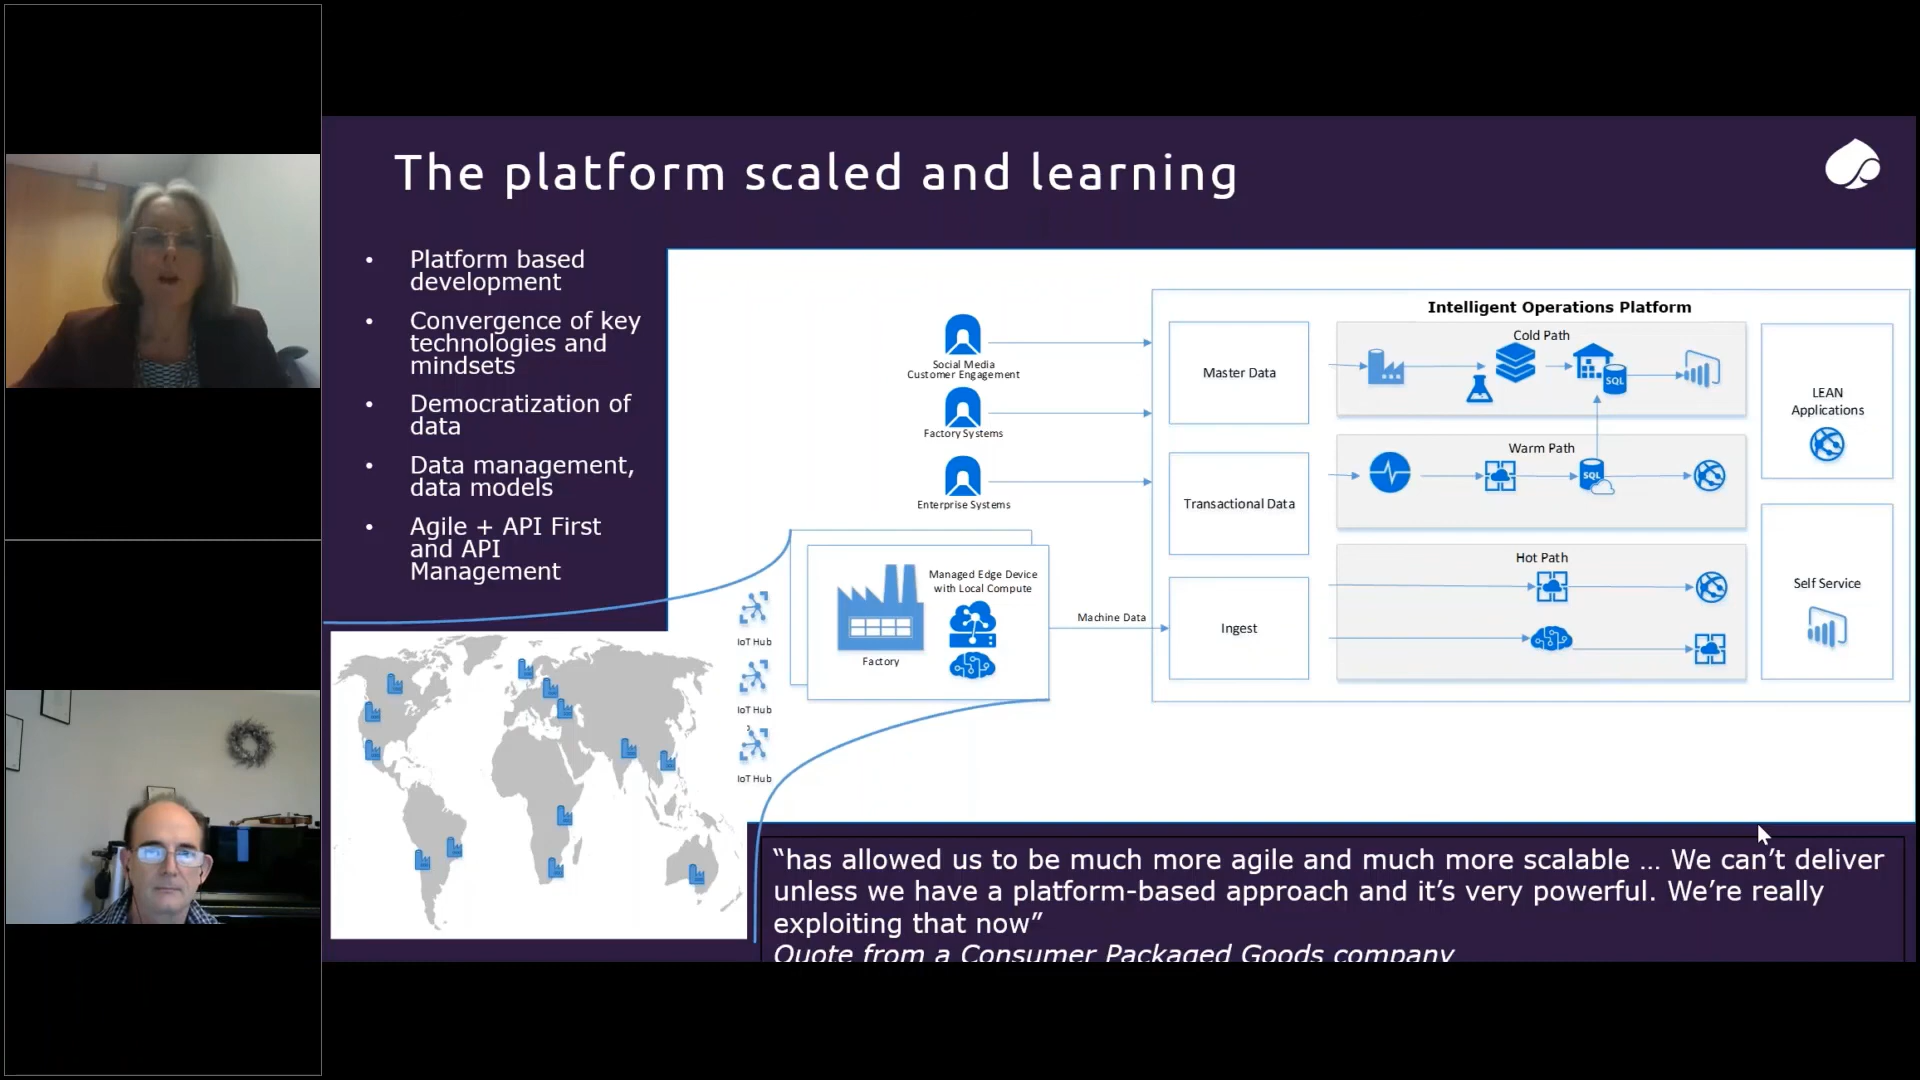 The platform scaled and learning
• Platform based
development
• Convergence of key
technologies and
mindsets
• Democratization of
data
• Data management,
data models
• Agile + API First
and API
Management
Social Media
Customer Engagement
Factory Systems
Enterprise Systems
Managed Edge Device
with Local Compute
Factory
Machine Data
IoT Hub
IoT Hub
IoT Hub
Intelligent Operations Platform
Master Data
Transactional Data
Ingest
Cold Path
SQL
Warm Path
SQL
Hot Path
LEAN
Applications
Self Service
“has allowed us to be much more agile and much more scalable … We can’t deliver
unless we have a platform-based approach and it’s very powerful. We’re really
exploiting that now”
Quote from a Consumer Packaged Goods company